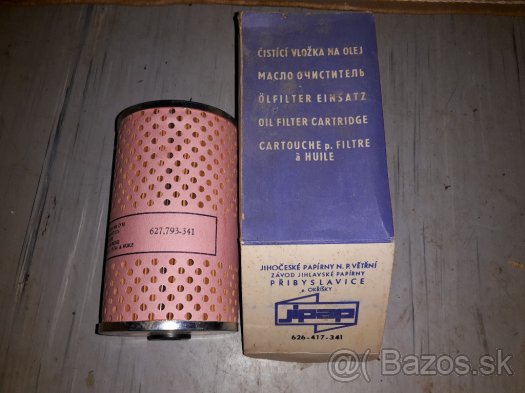 ČISTÍCÍ VLOŽKA NA OLEJ
МАСЛО ОЧИСТИТЕЛЬ
ÖLFILTER EINSATZ
OIL FILTER CARTRIDGE
CARTOUCHE p. FILTRE
à HUILE
627,793-341
JIHOČESKÉ PAPÍRNY N. P. VĚTŘNÍ
ZÁVOD JIHLAVSKÉ PAPÍRNY
PŘIBYSLAVICE
OKŘÍŠKY
jipap
626-417-341
Bazos.sk